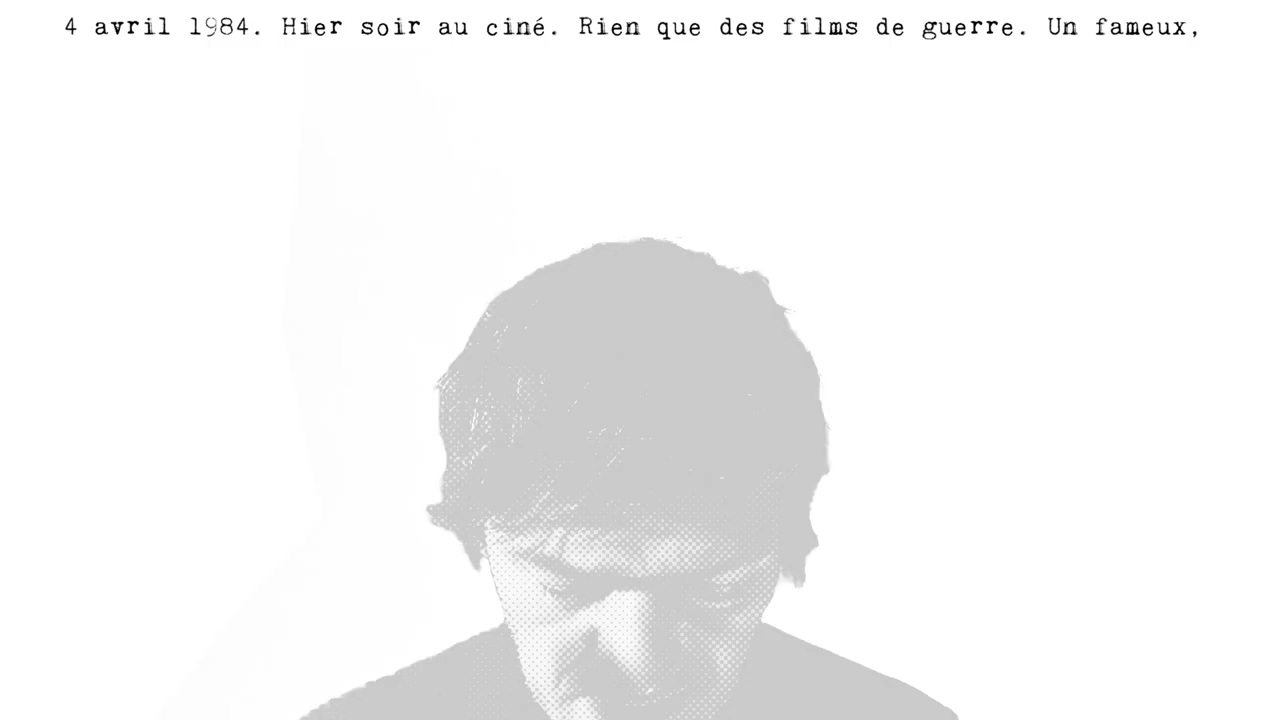 4 avril 1984. Hier soir au ciné. Rien que des films de guerre. Un fameux,